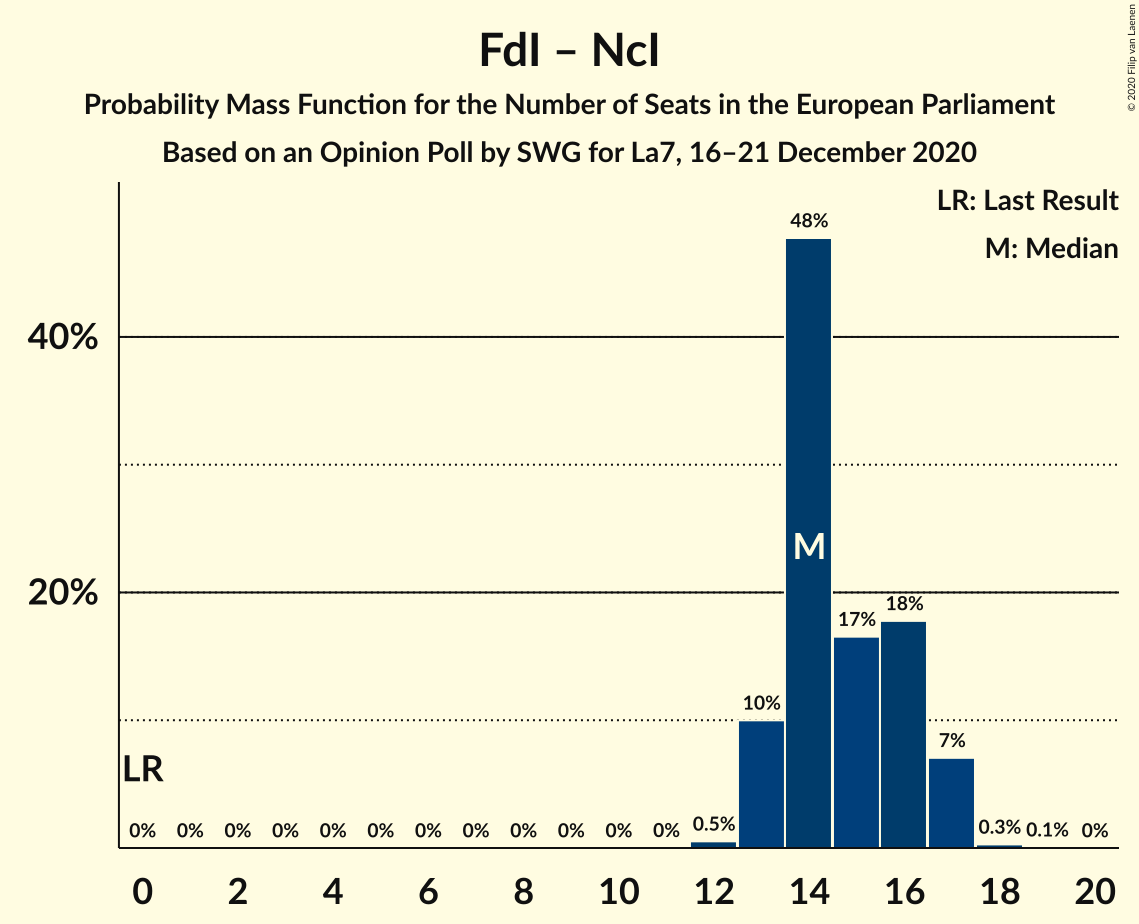 FdI – NcI
Probability Mass Function for the Number of Seats in the European Parliament
Based on an Opinion Poll by SWG for La7, 16–21 December 2020
© 2020 Filip van Laenen
LR: Last Result
M: Median
48%
40%
M
20%
18%
17%
10%
7%
LR
0% 0% 0% 0% 0% 0% 0% 0% 0% 0% 0% 0% 0.5% 0.3% 0.1% 0%
0 2 4 6 8 10 12 14 16 18 20